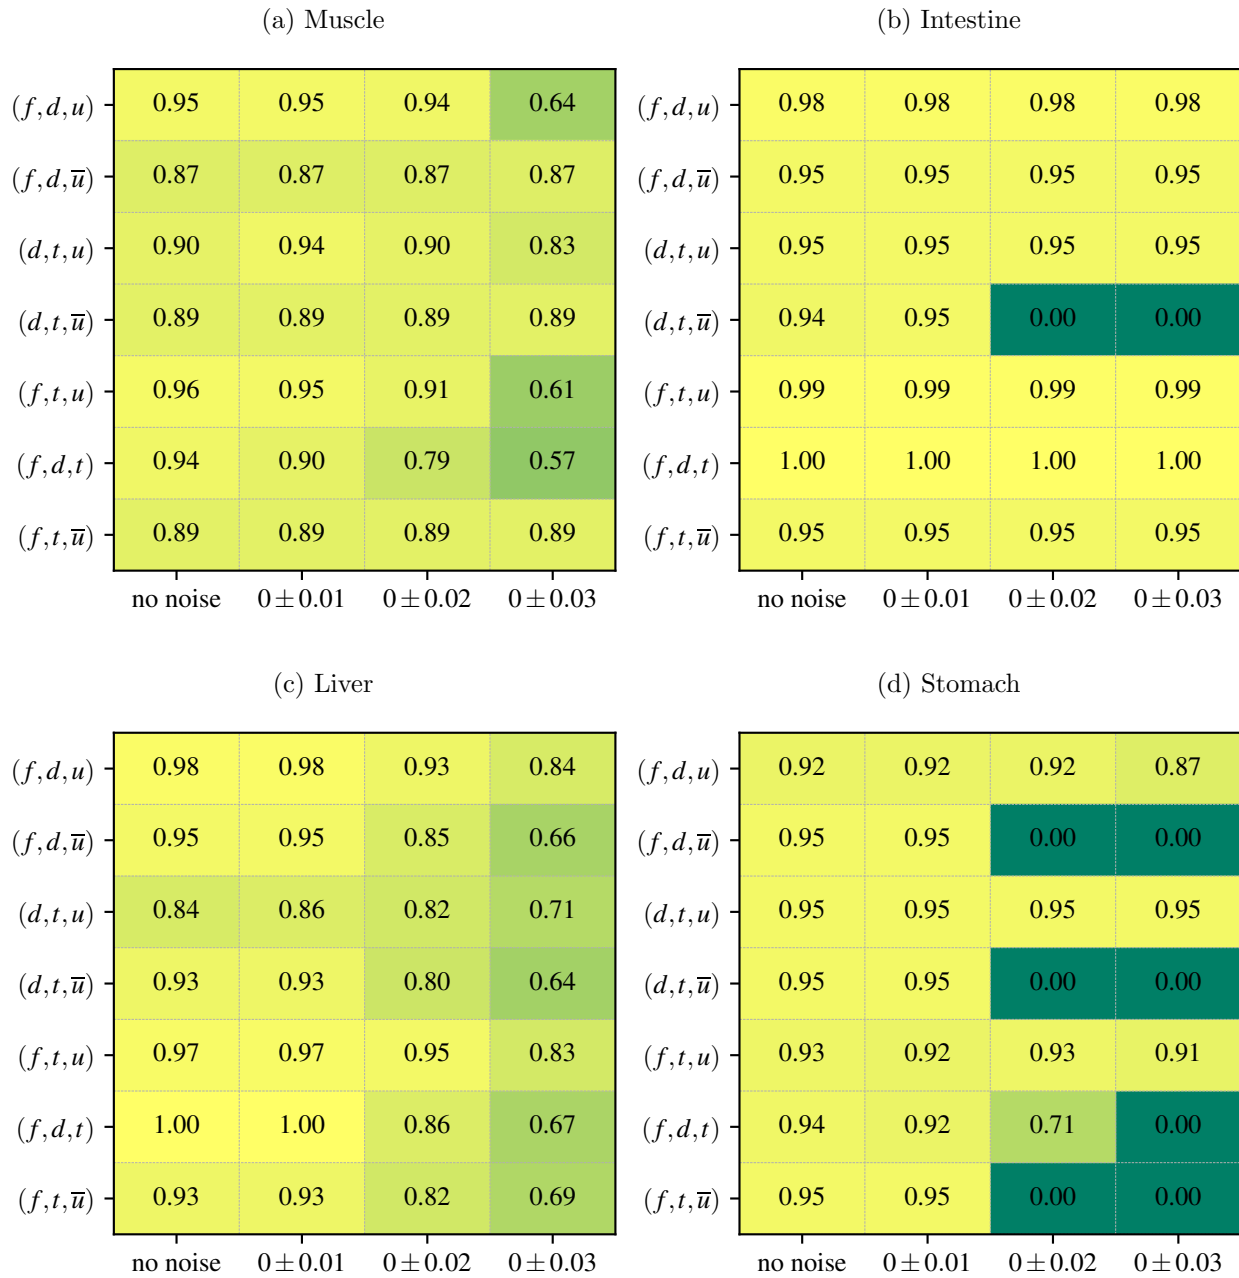 (a) Muscle
(f,d,u) 0.95 0.95 0.94 0.64
(f,d,u̅) 0.87 0.87 0.87 0.87
(d,t,u) 0.90 0.94 0.90 0.83
(d,t,u̅) 0.89 0.89 0.89 0.89
(f,t,u) 0.96 0.95 0.91 0.61
(f,d,t) 0.94 0.90 0.79 0.57
(f,t,u̅) 0.89 0.89 0.89 0.89
no noise 0±0.01 0±0.02 0±0.03
(b) Intestine
(f,d,u) 0.98 0.98 0.98 0.98
(f,d,u̅) 0.95 0.95 0.95 0.95
(d,t,u) 0.95 0.95 0.95 0.95
(d,t,u̅) 0.94 0.95 0.00 0.00
(f,t,u) 0.99 0.99 0.99 0.99
(f,d,t) 1.00 1.00 1.00 1.00
(f,t,u̅) 0.95 0.95 0.95 0.95
no noise 0±0.01 0±0.02 0±0.03
(c) Liver
(f,d,u) 0.98 0.98 0.93 0.84
(f,d,u̅) 0.95 0.95 0.85 0.66
(d,t,u) 0.84 0.86 0.82 0.71
(d,t,u̅) 0.93 0.93 0.80 0.64
(f,t,u) 0.97 0.97 0.95 0.83
(f,d,t) 1.00 1.00 0.86 0.67
(f,t,u̅) 0.93 0.93 0.82 0.69
no noise 0±0.01 0±0.02 0±0.03
(d) Stomach
(f,d,u) 0.92 0.92 0.92 0.87
(f,d,u̅) 0.95 0.95 0.00 0.00
(d,t,u) 0.95 0.95 0.95 0.95
(d,t,u̅) 0.95 0.95 0.00 0.00
(f,t,u) 0.93 0.92 0.93 0.91
(f,d,t) 0.94 0.92 0.71 0.00
(f,t,u̅) 0.95 0.95 0.00 0.00
no noise 0±0.01 0±0.02 0±0.03